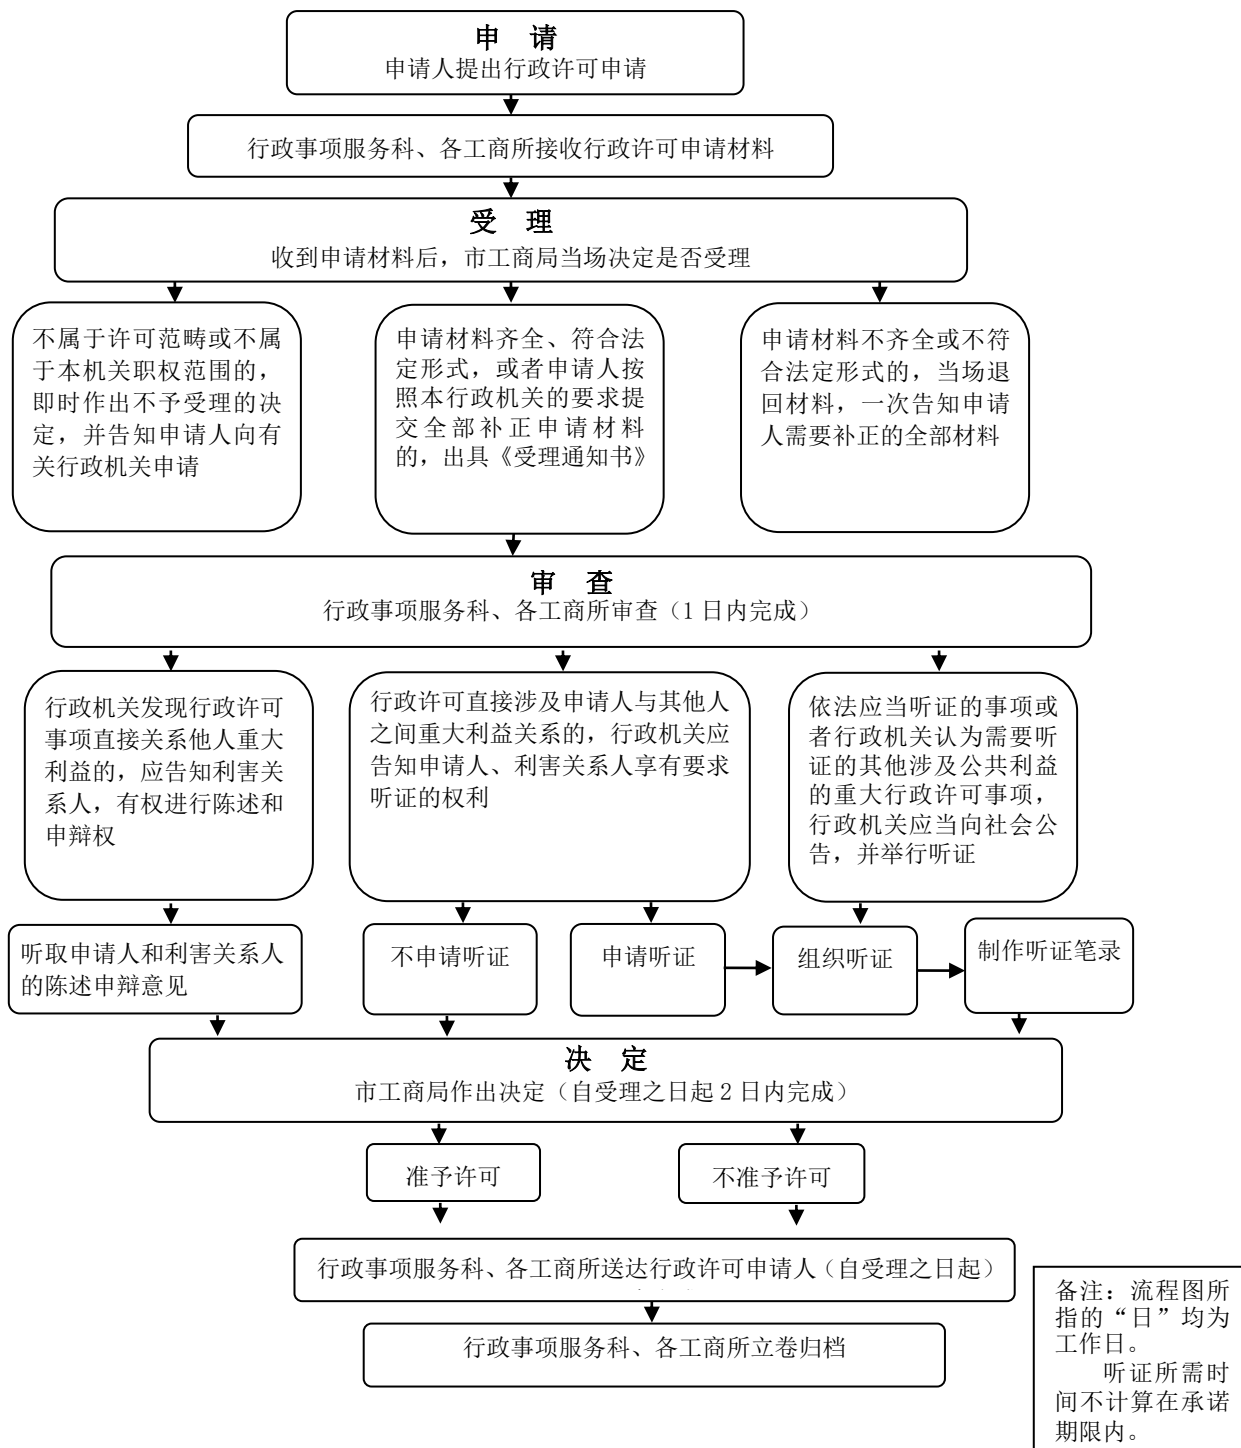 申 请
申请人提出行政许可申请
行政事项服务科、各工商所接收行政许可申请材料
受 理
收到申请材料后，市工商局当场决定是否受理
不属于许可范畴或不属
于本机关职权范围的，
即时作出不予受理的决
定，并告知申请人向有
关行政机关申请
申请材料齐全、符合法
定形式，或者申请人按
照本行政机关的要求提
交全部补正申请材料
的，出具《受理通知书》
申请材料不齐全或不符
合法定形式的，当场退
回材料，一次告知申请
人需要补正的全部材料
审 查
行政事项服务科、各工商所审查（1日内完成）
行政机关发现行政许可
事项直接关系他人重大
利益的，应告知利害关
系人，有权进行陈述和
申辩权
行政许可直接涉及申请人与其他人
之间重大利益关系的，行政机关应
告知申请人、利害关系人享有要求
听证的权利
依法应当听证的事项或
者行政机关认为需要听
证的其他涉及公共利益
的重大行政许可事项，
行政机关应当向社会公
告，并举行听证
听取申请人和利害关系人
的陈述申辩意见
不申请听证
申请听证
组织听证
制作听证笔录
决 定
市工商局作出决定（自受理之日起2日内完成）
准予许可
不准予许可
行政事项服务科、各工商所送达行政许可申请人（自受理之日起）
行政事项服务科、各工商所立卷归档
备注：流程图所
指的“日”均为
工作日。
听证所需时
间不计算在承诺
期限内。